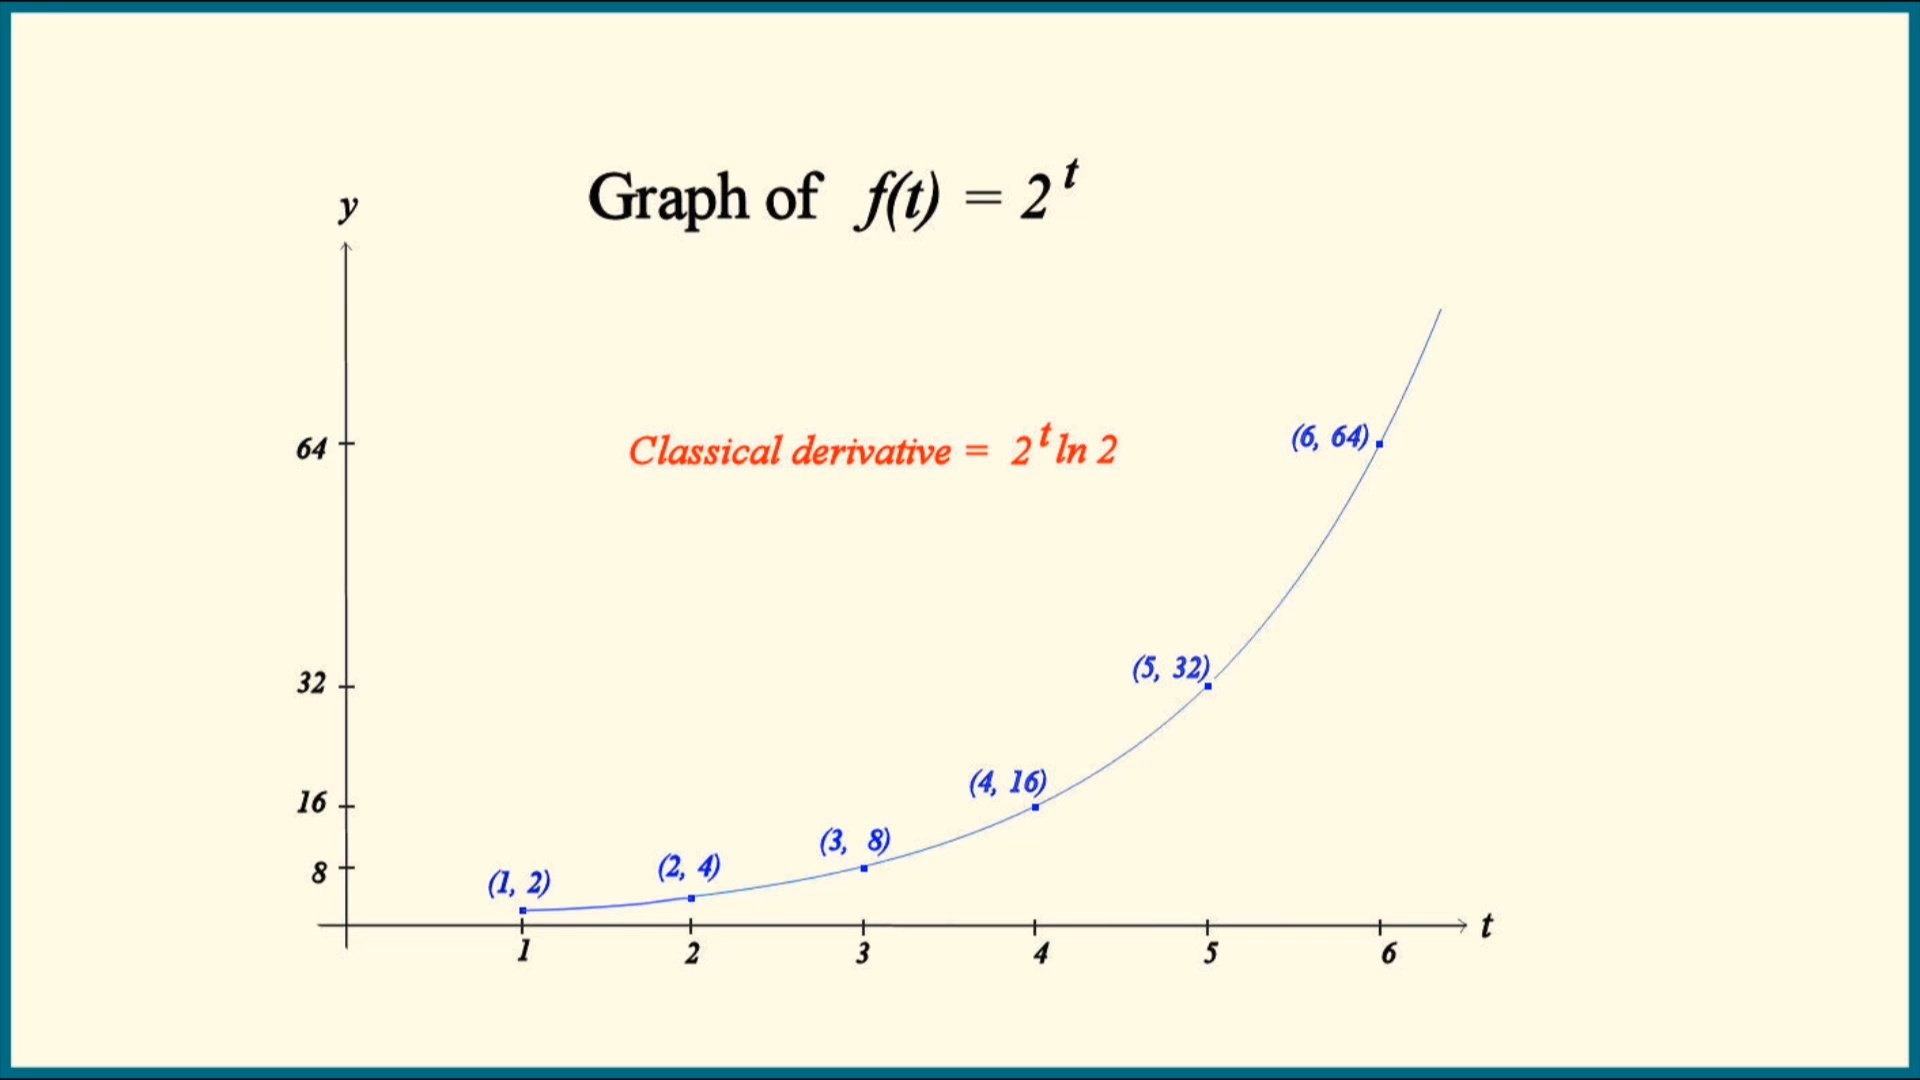 Graph of f(t) = 2^t
y
Classical derivative = 2^t ln 2
64
(6, 64)
32
(5, 32)
16
(4, 16)
8
(3, 8)
(2, 4)
(1, 2)
t
1 2 3 4 5 6